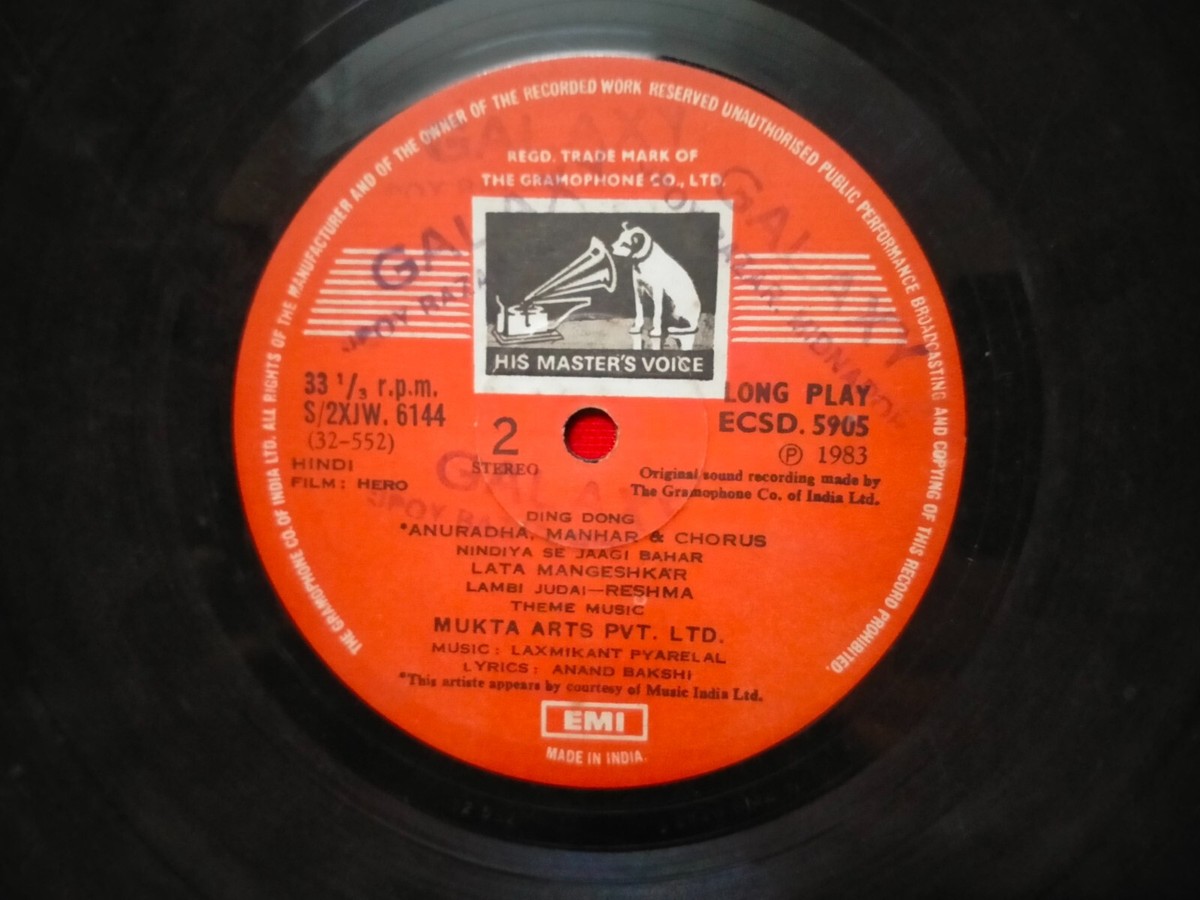 THE GRAMOPHONE CO. OF INDIA LTD. ALL RIGHTS OF THE MANUFACTURER AND OF THE OWNER OF THE RECORDED WORK RESERVED UNAUTHORISED PUBLIC PERFORMANCE BROADCASTING AND COPYING OF THIS RECORD PROHIBITED.
REGD. TRADE MARK OF
THE GRAMOPHONE CO., LTD.
HIS MASTER'S VOICE
33 1/3 r.p.m.
S/2XJW. 6144
(32-552)
HINDI
FILM : HERO
2
STEREO
LONG PLAY
ECSD. 5905
Ⓟ 1983
Original sound recording made by
The Gramophone Co. of India Ltd.
DING DONG
*ANURADHA, MANHAR & CHORUS
NINDIYA SE JAAGI BAHAR
LATA MANGESHKAR
LAMBI JUDAI—RESHMA
THEME MUSIC
MUKTA ARTS PVT. LTD.
MUSIC : LAXMIKANT PYARELAL
LYRICS : ANAND BAKSHI
*This artiste appears by courtesy of Music India Ltd.
EMI
MADE IN INDIA.
GALAXY
GALAXY
GALAXY
GALAXY